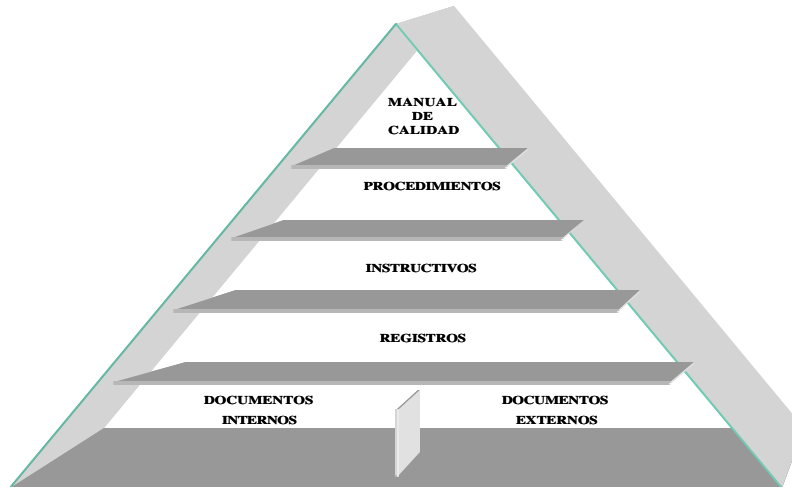 MANUAL
DE
CALIDAD
PROCEDIMIENTOS
INSTRUCTIVOS
REGISTROS
DOCUMENTOS
INTERNOS
DOCUMENTOS
EXTERNOS